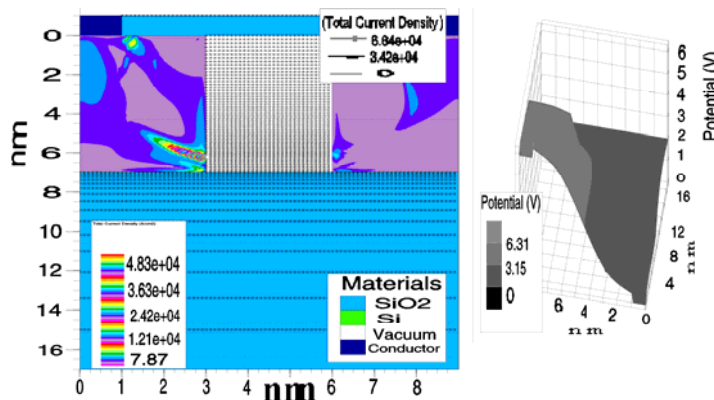 (Total Current Density)
6.84e+04
3.42e+04
0
nm
0
2
4
6
8
10
12
14
16
0 1 2 3 4 5 6 7 8
nm
Total Current Density (A/cm2)
4.83e+04
3.63e+04
2.42e+04
1.21e+04
7.87
Materials
SiO2
Si
Vacuum
Conductor
Potential (V)
6
5
4
3
2
1
0
16
12
8
4
nm
Potential (V)
6.31
3.15
0
6 4 2 0
nm